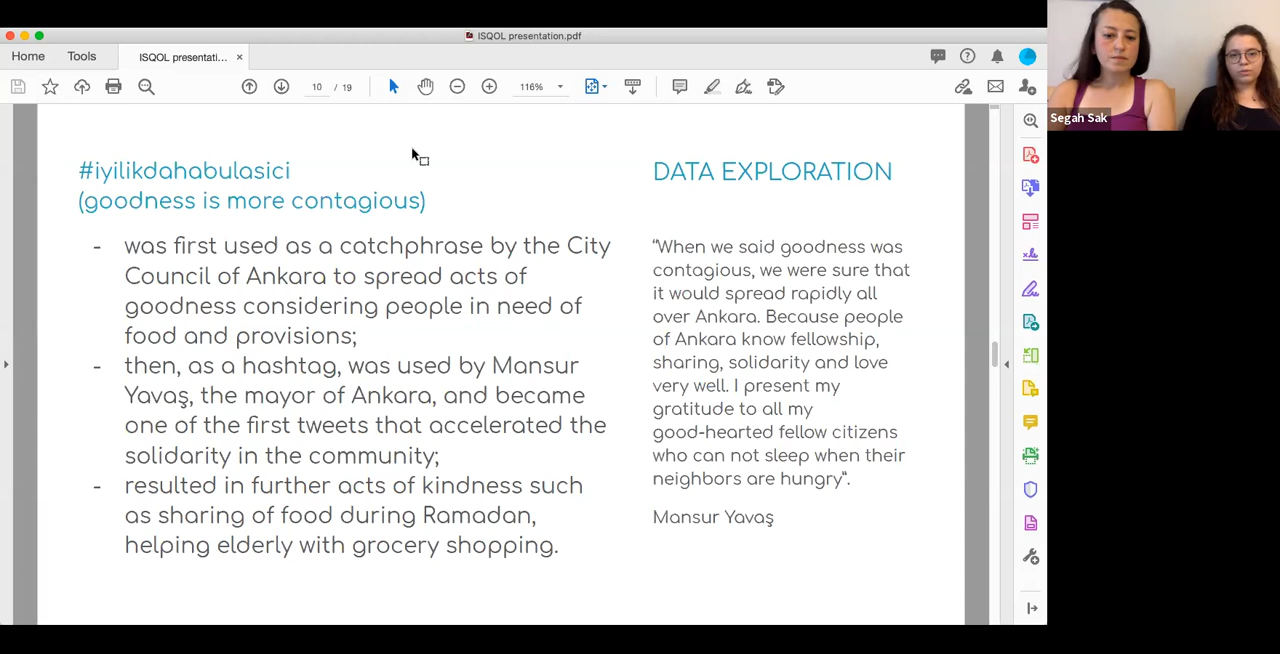 ISQOL presentation.pdf
Home
Tools
ISQOL presentati...
10 / 19
116%
Segah Sak
#iyilikdahabulasici
(goodness is more contagious)
- was first used as a catchphrase by the City
Council of Ankara to spread acts of
goodness considering people in need of
food and provisions;
- then, as a hashtag, was used by Mansur
Yavaş, the mayor of Ankara, and became
one of the first tweets that accelerated the
solidarity in the community;
- resulted in further acts of kindness such
as sharing of food during Ramadan,
helping elderly with grocery shopping.
DATA EXPLORATION
“When we said goodness was
contagious, we were sure that
it would spread rapidly all
over Ankara. Because people
of Ankara know fellowship,
sharing, solidarity and love
very well. I present my
gratitude to all my
good-hearted fellow citizens
who can not sleep when their
neighbors are hungry”.
Mansur Yavaş